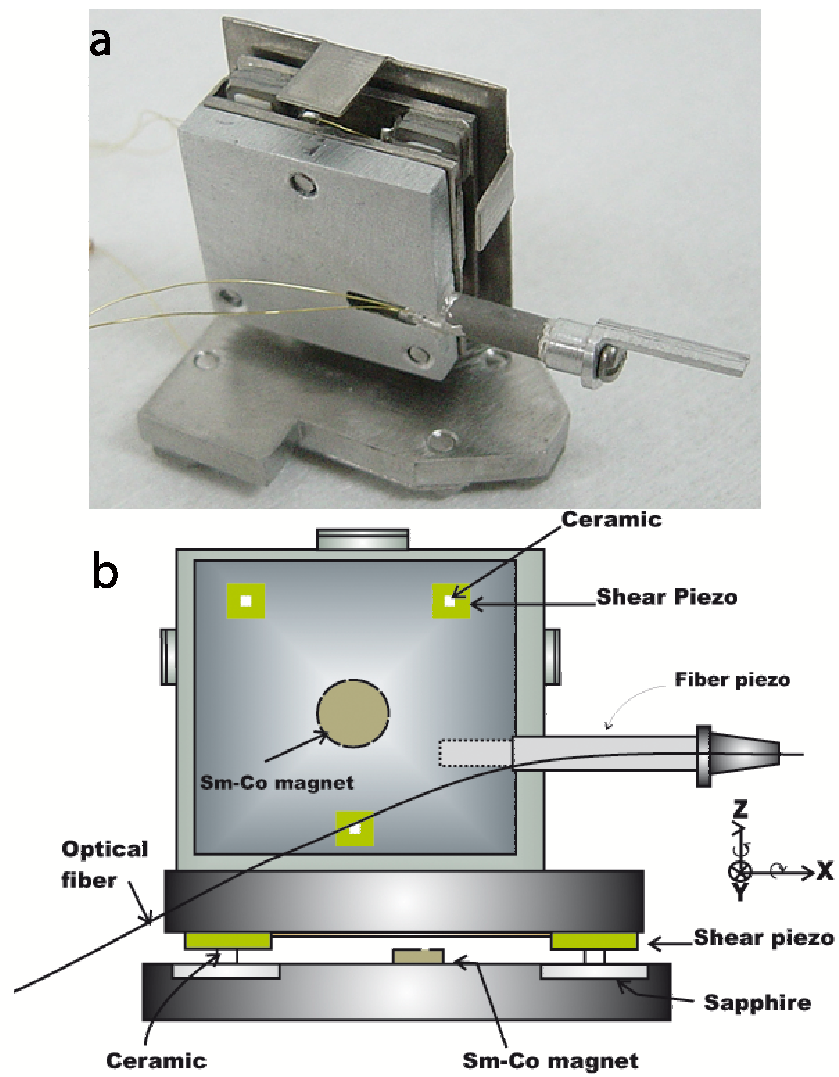 a
b
Ceramic
Shear Piezo
Fiber piezo
Sm-Co magnet
Optical
fiber
Z
X
Y
Shear piezo
Sapphire
Ceramic
Sm-Co magnet